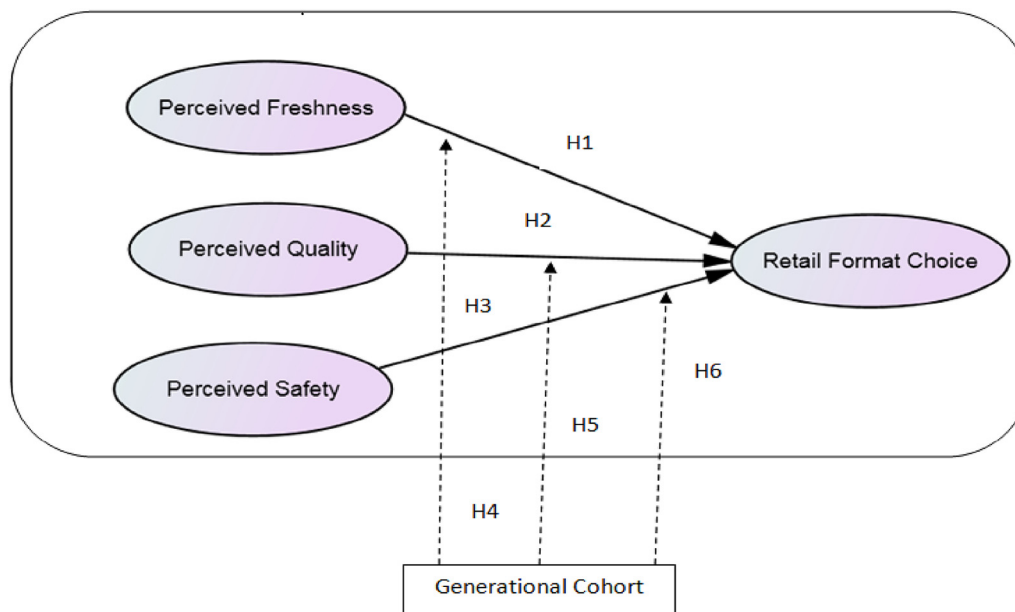 Perceived Freshness
H1
H2
Perceived Quality
Retail Format Choice
H3
H6
Perceived Safety
H5
H4
Generational Cohort